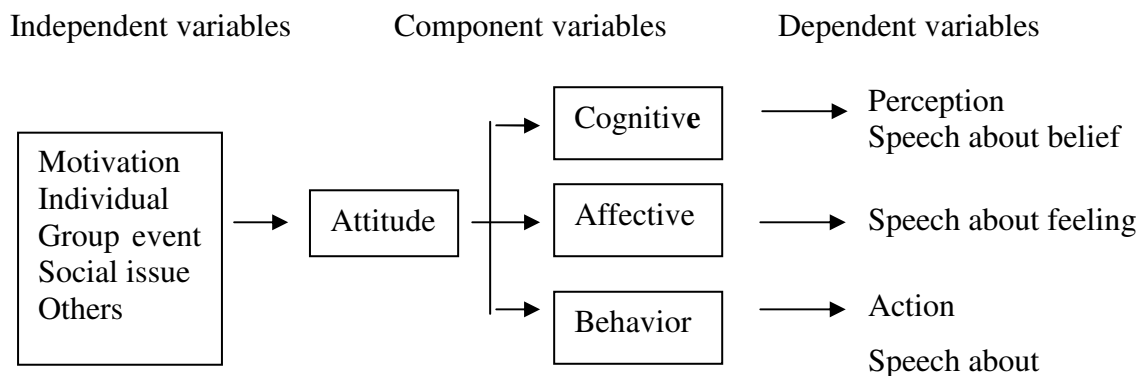 Independent variables
Component variables
Dependent variables
Motivation
Individual
Group event
Social issue
Others
Attitude
Cognitive
Affective
Behavior
Perception
Speech about belief
Speech about feeling
Action
Speech about